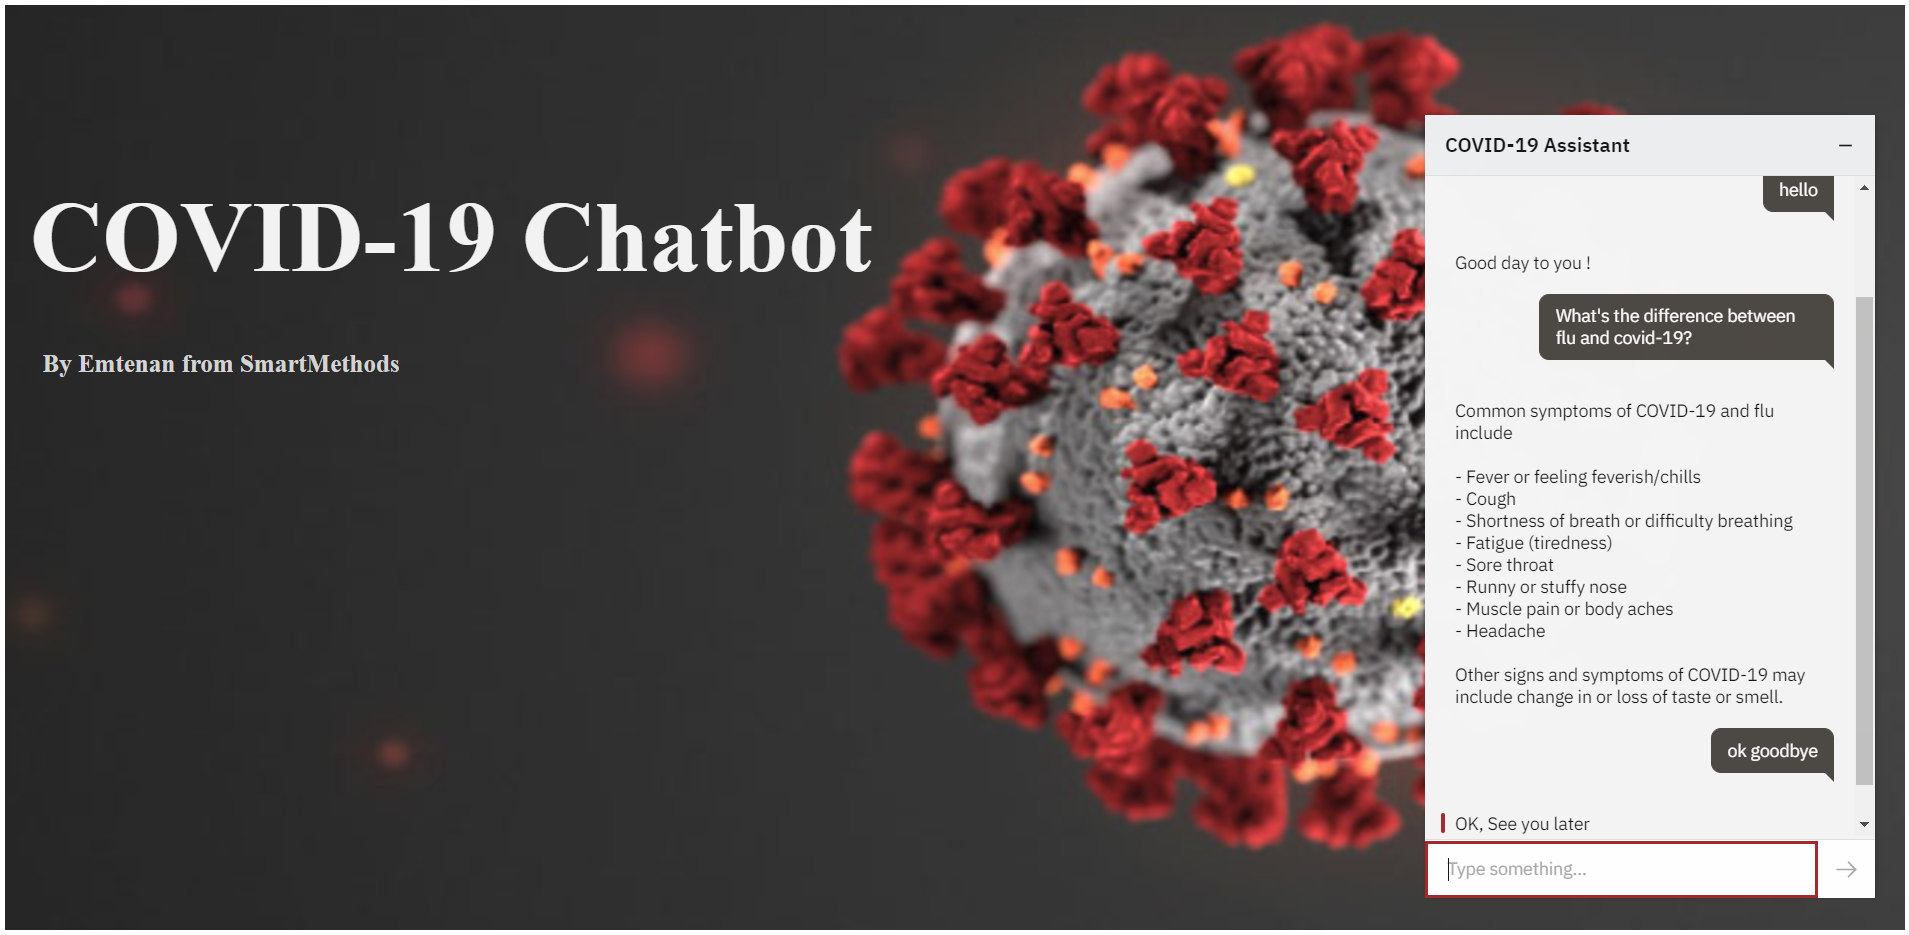 COVID-19 Chatbot
By Emtenan from SmartMethods
COVID-19 Assistant
hello
Good day to you !
What's the difference between
flu and covid-19?
Common symptoms of COVID-19 and flu
include
- Fever or feeling feverish/chills
- Cough
- Shortness of breath or difficulty breathing
- Fatigue (tiredness)
- Sore throat
- Runny or stuffy nose
- Muscle pain or body aches
- Headache
Other signs and symptoms of COVID-19 may
include change in or loss of taste or smell.
ok goodbye
OK, See you later
Type something...